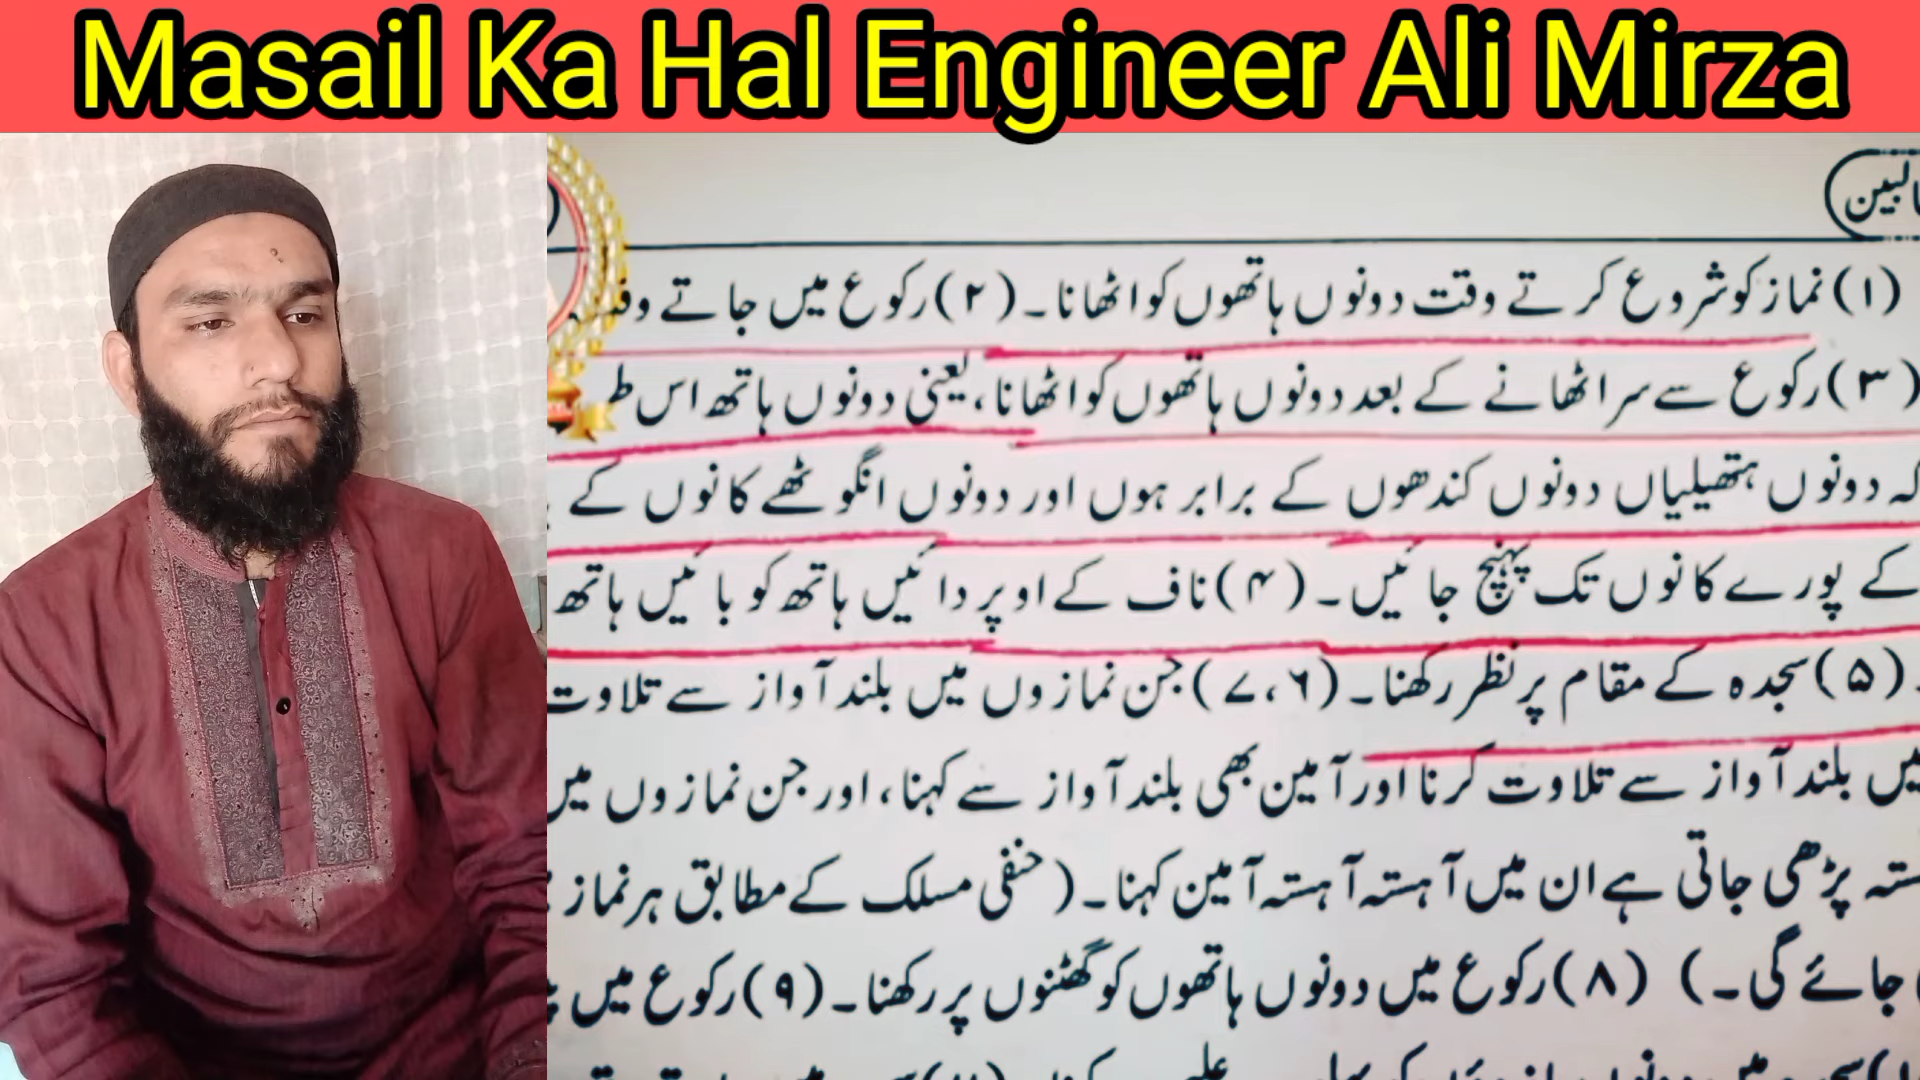 Masail Ka Hal Engineer Ali Mirza
(۱) نماز کو شروع کرتے وقت دونوں ہاتھوں کو اٹھانا۔ (۲) رکوع میں جاتے
(۳) رکوع سے سر اٹھانے کے بعد دونوں ہاتھوں کو اٹھانا، یعنی دونوں ہاتھ اس
کہ دونوں ہتھیلیاں دونوں کندھوں کے برابر ہوں اور دونوں انگوٹھے کانوں کے
کے پورے کانوں تک پہنچ جائیں۔ (۴) ناف کے اوپر دائیں ہاتھ کو بائیں ہاتھ
(۵) سجدہ کے مقام پر نظر رکھنا۔ (۷،۶) جن نمازوں میں بلند آواز سے تلاوت
میں بلند آواز سے تلاوت کرنا اور آمین بھی بلند آواز سے کہنا، اور جن نمازوں میں
پڑھی جاتی ہے ان میں آہستہ آہستہ آمین کہنا۔ (حنفی مسلک کے مطابق ہر نماز
جائے گی۔) (۸) رکوع میں دونوں ہاتھوں کو گھٹنوں پر رکھنا۔ (۹) رکوع میں